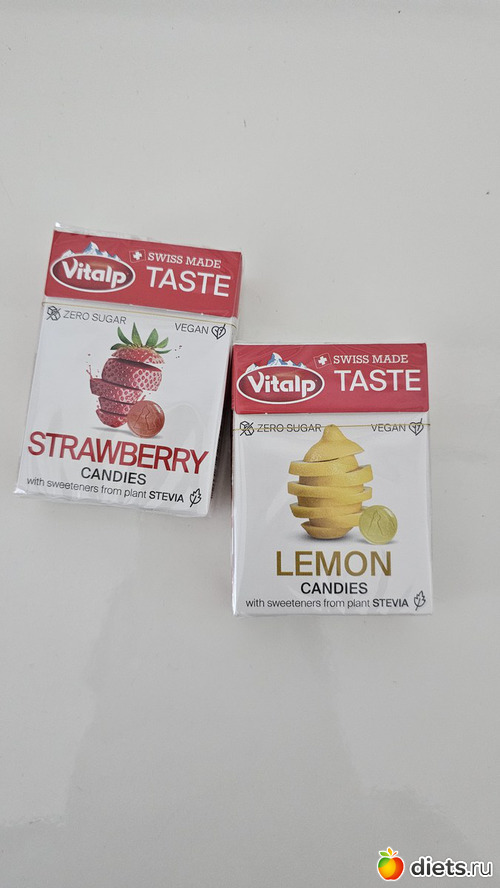 Vitalp
SWISS MADE
TASTE
ZERO SUGAR
VEGAN
STRAWBERRY
CANDIES
with sweeteners from plant STEVIA
Vitalp
SWISS MADE
TASTE
ZERO SUGAR
VEGAN
LEMON
CANDIES
with sweeteners from plant STEVIA
diets.ru